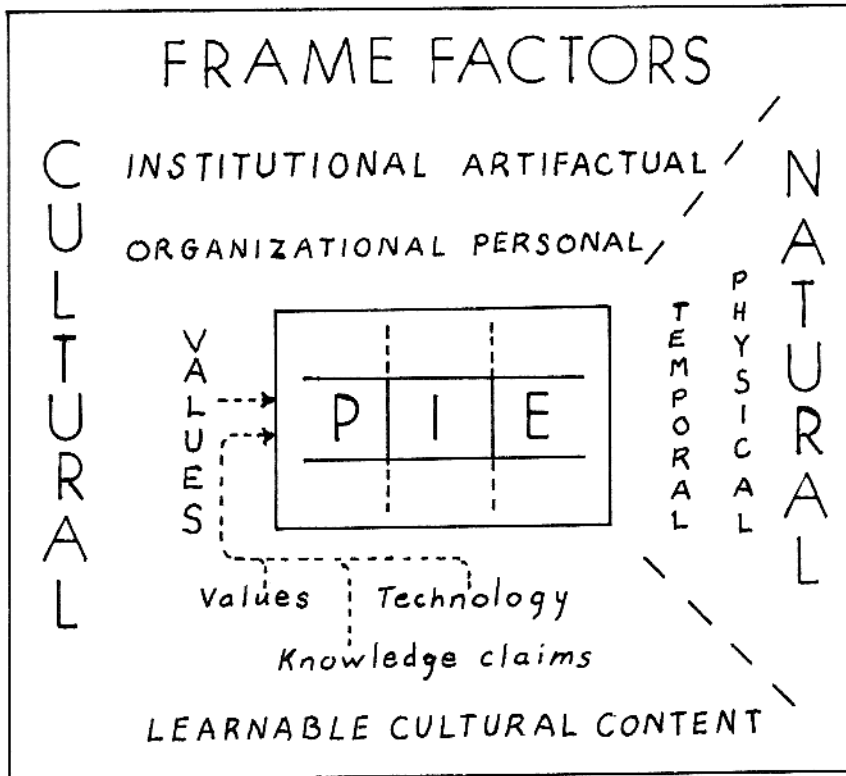 FRAME FACTORS
CULTURAL
INSTITUTIONAL ARTIFACTUAL
ORGANIZATIONAL PERSONAL
NATURAL
PHYSICAL
TEMPORAL
VALUES
P I E
Values Technology
Knowledge claims
LEARNABLE CULTURAL CONTENT